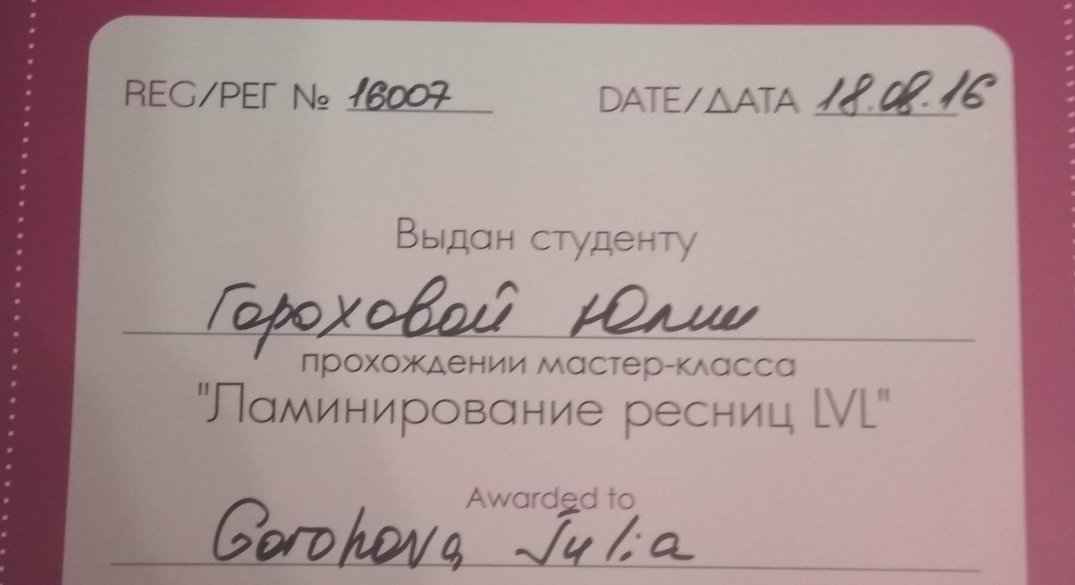 REG/РЕГ № 16007 DATE/ДАТА 18.08.16
Выдан студенту
Гороховой Юлии
прохождении мастер-класса
"Ламинирование ресниц LVL"
Awarded to
Gorohova Julia